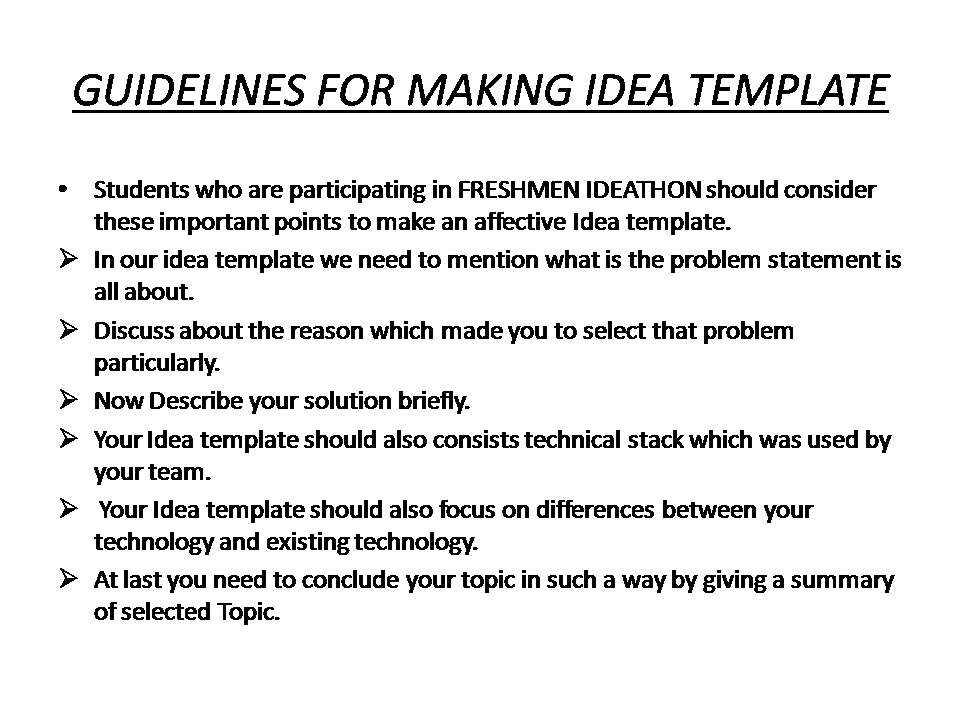 GUIDELINES FOR MAKING IDEA TEMPLATE
• Students who are participating in FRESHMEN IDEATHON should consider
these important points to make an affective Idea template.
➢ In our idea template we need to mention what is the problem statement is
all about.
➢ Discuss about the reason which made you to select that problem
particularly.
➢ Now Describe your solution briefly.
➢ Your Idea template should also consists technical stack which was used by
your team.
➢ Your Idea template should also focus on differences between your
technology and existing technology.
➢ At last you need to conclude your topic in such a way by giving a summary
of selected Topic.